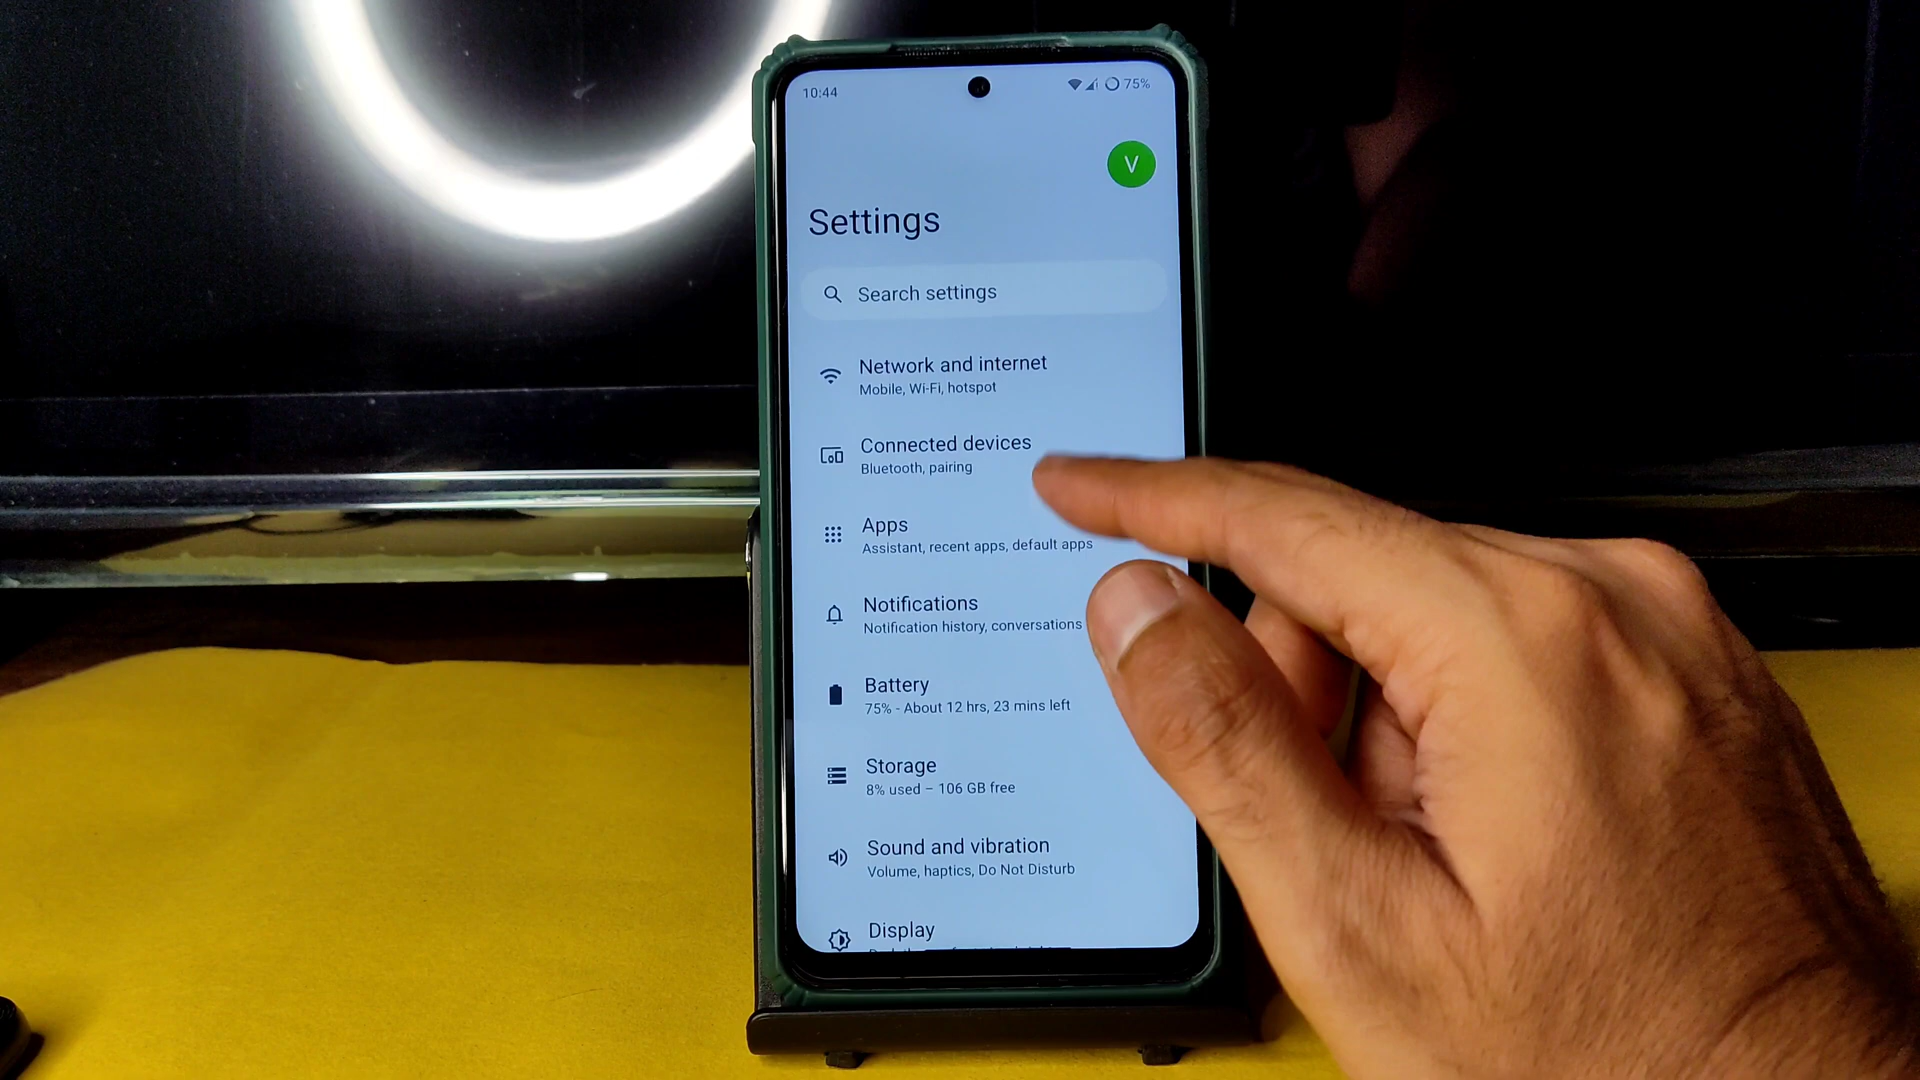 10:44
75%
V
Settings
Search settings
Network and internet
Mobile, Wi-Fi, hotspot
Connected devices
Bluetooth, pairing
Apps
Assistant, recent apps, default apps
Notifications
Notification history, conversations
Battery
75% - About 12 hrs, 23 mins left
Storage
8% used – 106 GB free
Sound and vibration
Volume, haptics, Do Not Disturb
Display